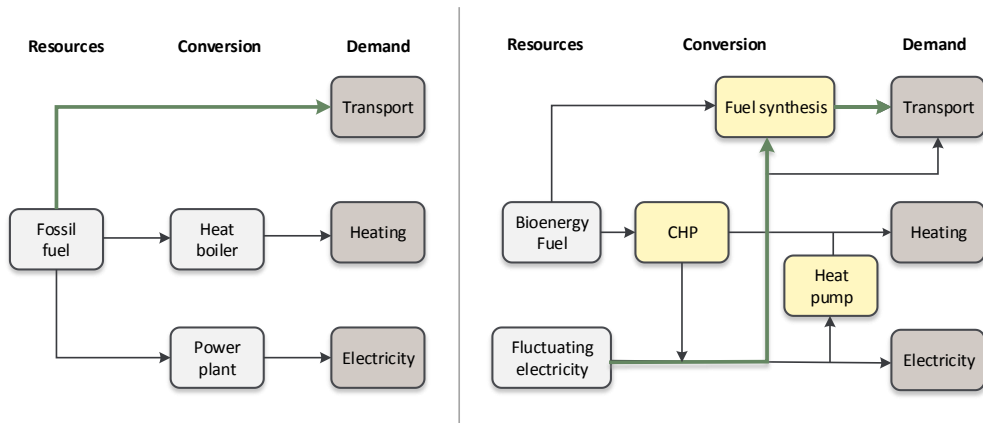 Resources
Conversion
Demand
Transport
Fossil
fuel
Heat
boiler
Heating
Power
plant
Electricity
Resources
Conversion
Demand
Fuel synthesis
Transport
Bioenergy
Fuel
CHP
Heating
Heat
pump
Fluctuating
electricity
Electricity